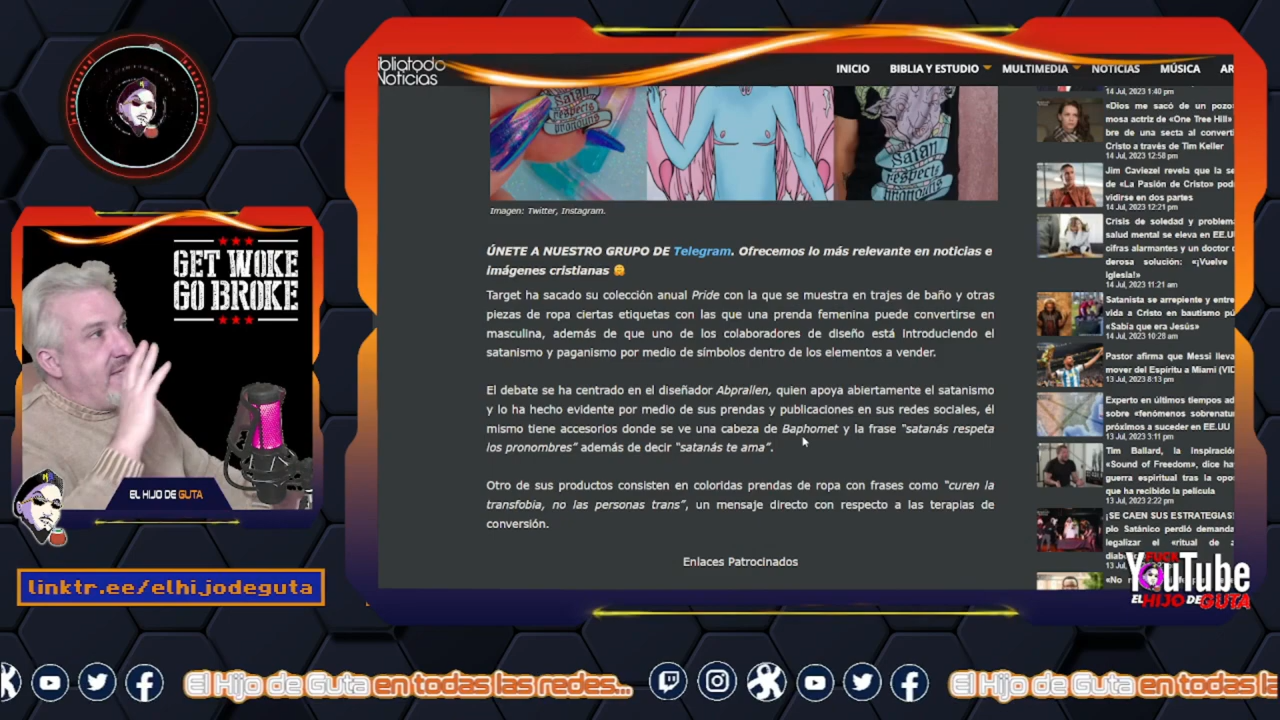 bliatodo
Noticias
INICIO
BIBLIA Y ESTUDIO
MULTIMEDIA
NOTICIAS
MÚSICA
AR
Satan
respects
pronouns
Satan
respects
pronouns
Imagen: Twitter, Instagram.
ÚNETE A NUESTRO GRUPO DE Telegram. Ofrecemos lo más relevante en noticias e
imágenes cristianas
Target ha sacado su colección anual Pride con la que se muestra en trajes de baño y otras
piezas de ropa ciertas etiquetas con las que una prenda femenina puede convertirse en
masculina, además de que uno de los colaboradores de diseño está introduciendo el
satanismo y paganismo por medio de símbolos dentro de los elementos a vender.
El debate se ha centrado en el diseñador Abprallen, quien apoya abiertamente el satanismo
y lo ha hecho evidente por medio de sus prendas y publicaciones en sus redes sociales, él
mismo tiene accesorios donde se ve una cabeza de Baphomet y la frase "satanás respeta
los pronombres" además de decir "satanás te ama".
Otro de sus productos consisten en coloridas prendas de ropa con frases como "curen la
transfobia, no las personas trans", un mensaje directo con respecto a las terapias de
conversión.
Enlaces Patrocinados
14 Jul, 2023 1:40 pm
«Dios me sacó de un pozo
mosa actriz de «One Tree Hill»
bre de una secta al convert
Cristo a través de Tim Keller
14 Jul, 2023 12:58 pm
Jim Caviezel revela que la se
de «La Pasión de Cristo» pod
vidirse en dos partes
14 Jul, 2023 12:21 pm
Crisis de soledad y problem
salud mental se eleva en EE.U
cifras alarmantes y un doctor
derosa solución: «¡Vuelve
iglesia!»
14 Jul, 2023 11:21 am
Satanista se arrepiente y entre
vida a Cristo en bautismo pú
«Sabía que era Jesús»
14 Jul, 2023 10:28 am
Pastor afirma que Messi lleva
mover del Espíritu a Miami (VID
13 Jul, 2023 8:13 pm
Experto en últimos tiempos ad
sobre «fenómenos sobrenatu
próximos a suceder en EE.UU
13 Jul, 2023 3:11 pm
Tim Ballard, la inspiració
«Sound of Freedom», dice ha
guerra espiritual tras la opo
que ha recibido la película
13 Jul, 2023 2:22 pm
¡SE CAEN SUS ESTRATEGIAS!
plo Satánico perdió demanda
legalizar el «ritual de a
13 J
«No
YouTube
EL HIJO DE GUTA
GET WOKE
GO BROKE
EL HIJO DE GUTA
linktr.ee/elhijodeguta
El Hijo de Guta en todas las redes...
El Hijo de Guta en todas la